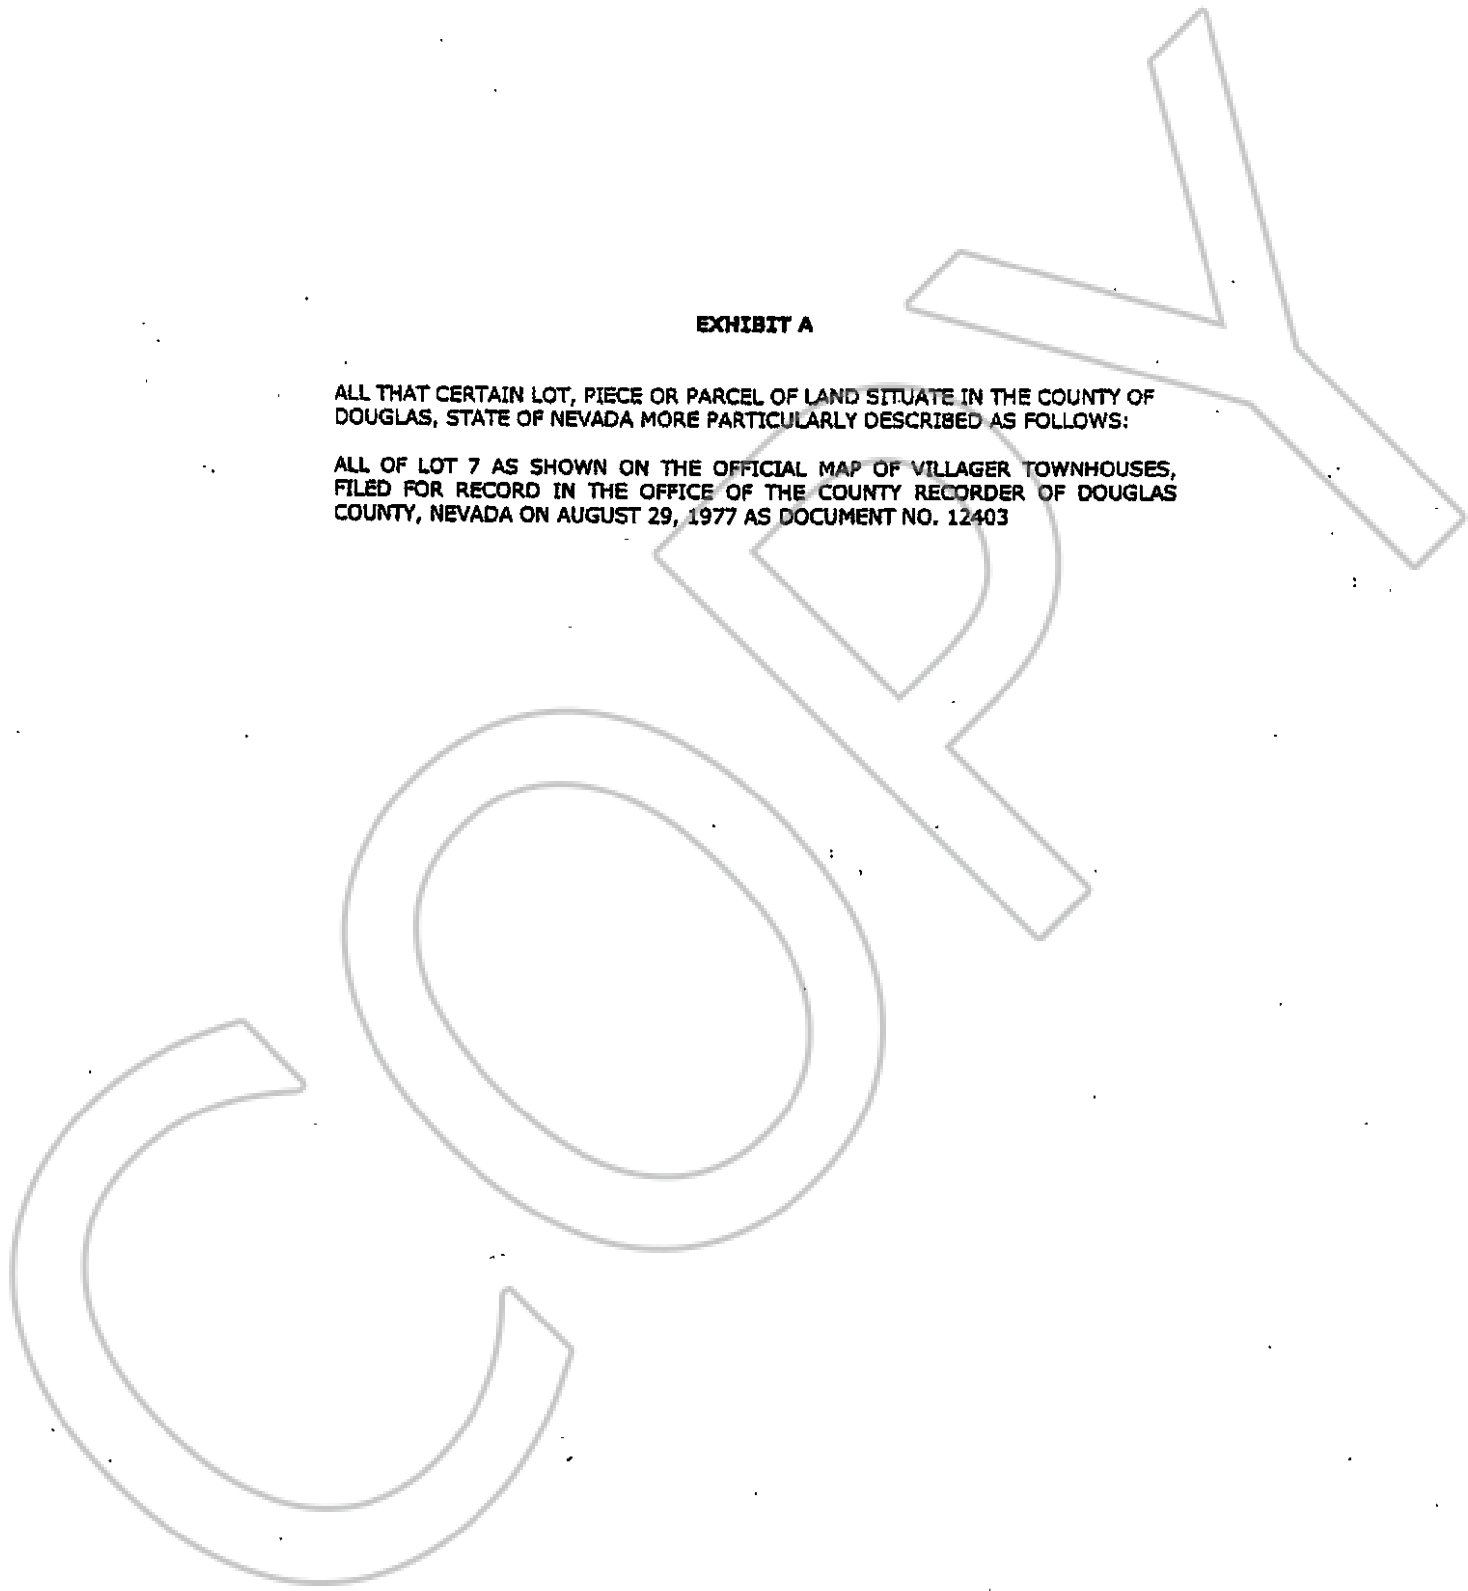 EXHIBIT A
ALL THAT CERTAIN LOT, PIECE OR PARCEL OF LAND SITUATE IN THE COUNTY OF
DOUGLAS, STATE OF NEVADA MORE PARTICULARLY DESCRIBED AS FOLLOWS:
ALL OF LOT 7 AS SHOWN ON THE OFFICIAL MAP OF VILLAGER TOWNHOUSES,
FILED FOR RECORD IN THE OFFICE OF THE COUNTY RECORDER OF DOUGLAS
COUNTY, NEVADA ON AUGUST 29, 1977 AS DOCUMENT NO. 12403
COPY